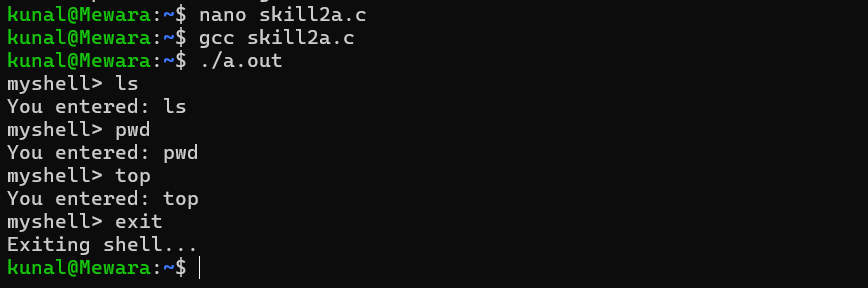 kunal@Mewara:~$ nano skill2a.c
kunal@Mewara:~$ gcc skill2a.c
kunal@Mewara:~$ ./a.out
myshell> ls
You entered: ls
myshell> pwd
You entered: pwd
myshell> top
You entered: top
myshell> exit
Exiting shell...
kunal@Mewara:~$